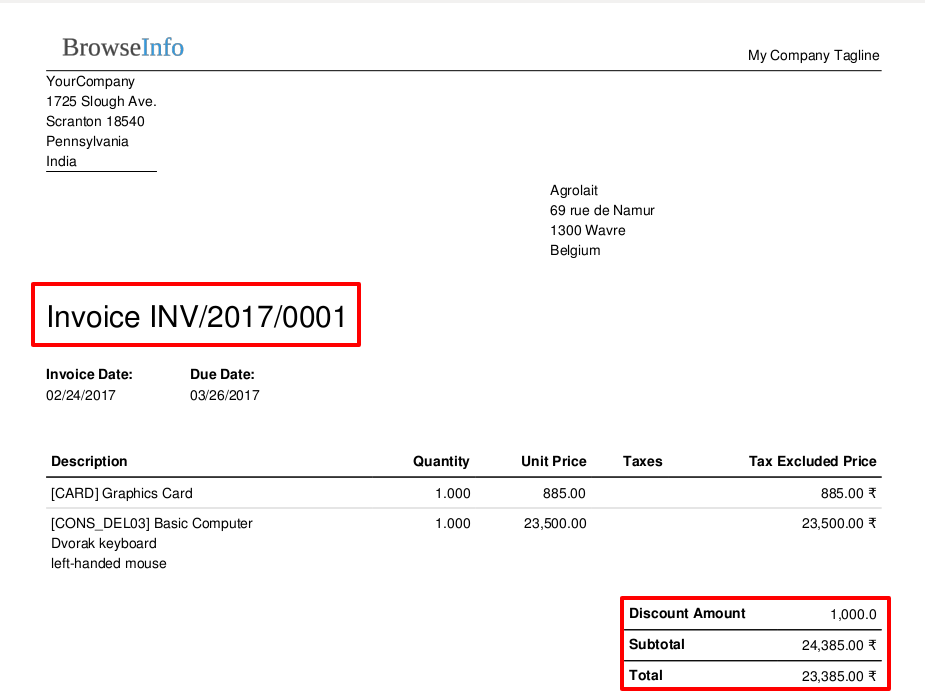 BrowseInfo
My Company Tagline
YourCompany
1725 Slough Ave.
Scranton 18540
Pennsylvania
India
Agrolait
69 rue de Namur
1300 Wavre
Belgium
Invoice INV/2017/0001
Invoice Date: Due Date:
02/24/2017 03/26/2017
Description Quantity Unit Price Taxes Tax Excluded Price
[CARD] Graphics Card 1.000 885.00 885.00 ₹
[CONS_DEL03] Basic Computer 1.000 23,500.00 23,500.00 ₹
Dvorak keyboard
left-handed mouse
Discount Amount 1,000.0
Subtotal 24,385.00 ₹
Total 23,385.00 ₹